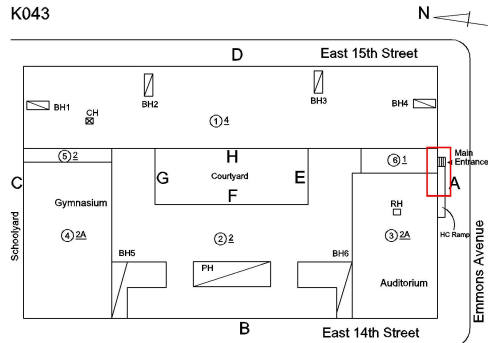 K043
N
East 15th Street
D
BH1
BH2
BH3
BH4
CH
1 4
Main
Entrance
5 2
H
6 1
C
G
Courtyard
E
A
F
Gymnasium
RH
Schoolyard
4 2A
2 2
3 2A
HC Ramp
BH5
PH
BH6
Auditorium
Emmons Avenue
B
East 14th Street